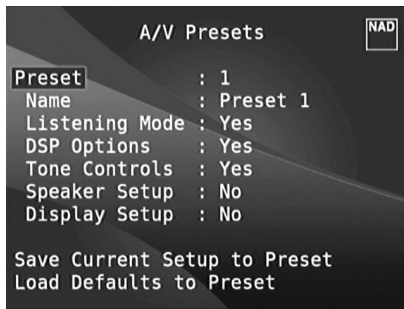 A/V Presets
NAD
Preset : 1
Name : Preset 1
Listening Mode : Yes
DSP Options : Yes
Tone Controls : Yes
Speaker Setup : No
Display Setup : No
Save Current Setup to Preset
Load Defaults to Preset